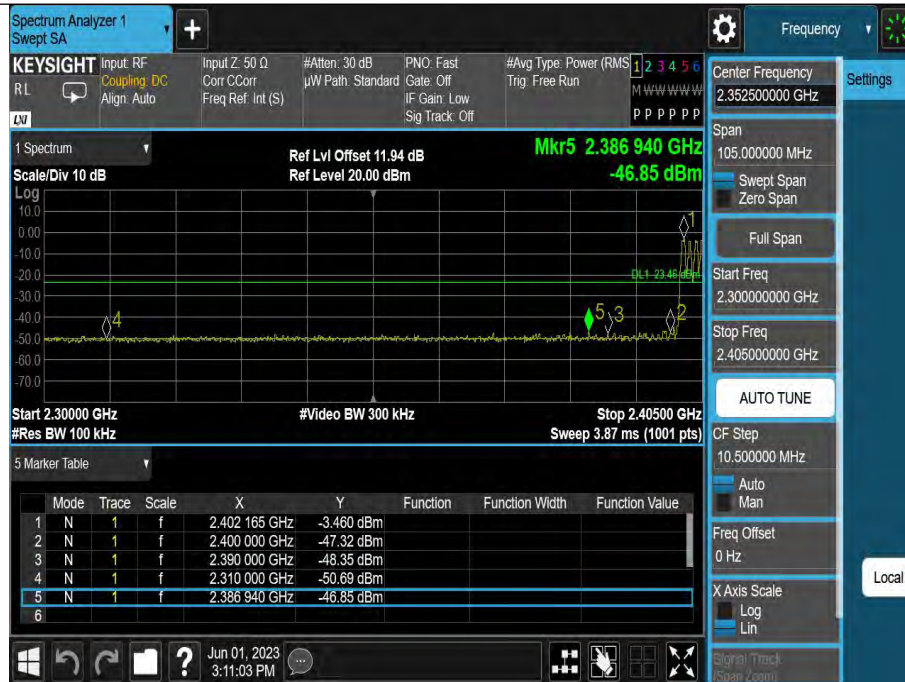 Spectrum Analyzer 1
Swept SA
+
Frequency
KEYSIGHT
RL
LXI
Input: RF
Coupling: DC
Align: Auto
Input Z: 50 Ω
Corr CCorr
Freq Ref: Int (S)
#Atten: 30 dB
µW Path: Standard
PNO: Fast
Gate: Off
IF Gain: Low
Sig Track: Off
#Avg Type: Power (RMS
Trig: Free Run
1 2 3 4 5 6
M W W W W W
P P P P P P
1 Spectrum
Scale/Div 10 dB
Ref Lvl Offset 11.94 dB
Ref Level 20.00 dBm
Mkr5 2.386 940 GHz
-46.85 dBm
Log
10.0
0.00
-10.0
-20.0
-30.0
-40.0
-50.0
-60.0
-70.0
1
DL1 -23.46 dBm
4
5
3
2
Start 2.30000 GHz
#Res BW 100 kHz
#Video BW 300 kHz
Stop 2.40500 GHz
Sweep 3.87 ms (1001 pts)
5 Marker Table
Mode Trace Scale X Y Function Function Width Function Value
1 N 1 f 2.402 165 GHz -3.460 dBm
2 N 1 f 2.400 000 GHz -47.32 dBm
3 N 1 f 2.390 000 GHz -48.35 dBm
4 N 1 f 2.310 000 GHz -50.69 dBm
5 N 1 f 2.386 940 GHz -46.85 dBm
6
?
Jun 01, 2023
3:11:03 PM
Center Frequency
2.352500000 GHz
Settings
Span
105.000000 MHz
Swept Span
Zero Span
Full Span
Start Freq
2.300000000 GHz
Stop Freq
2.405000000 GHz
AUTO TUNE
CF Step
10.500000 MHz
Auto
Man
Freq Offset
0 Hz
Local
X Axis Scale
Log
Lin
Signal Track
(Span Zoom)